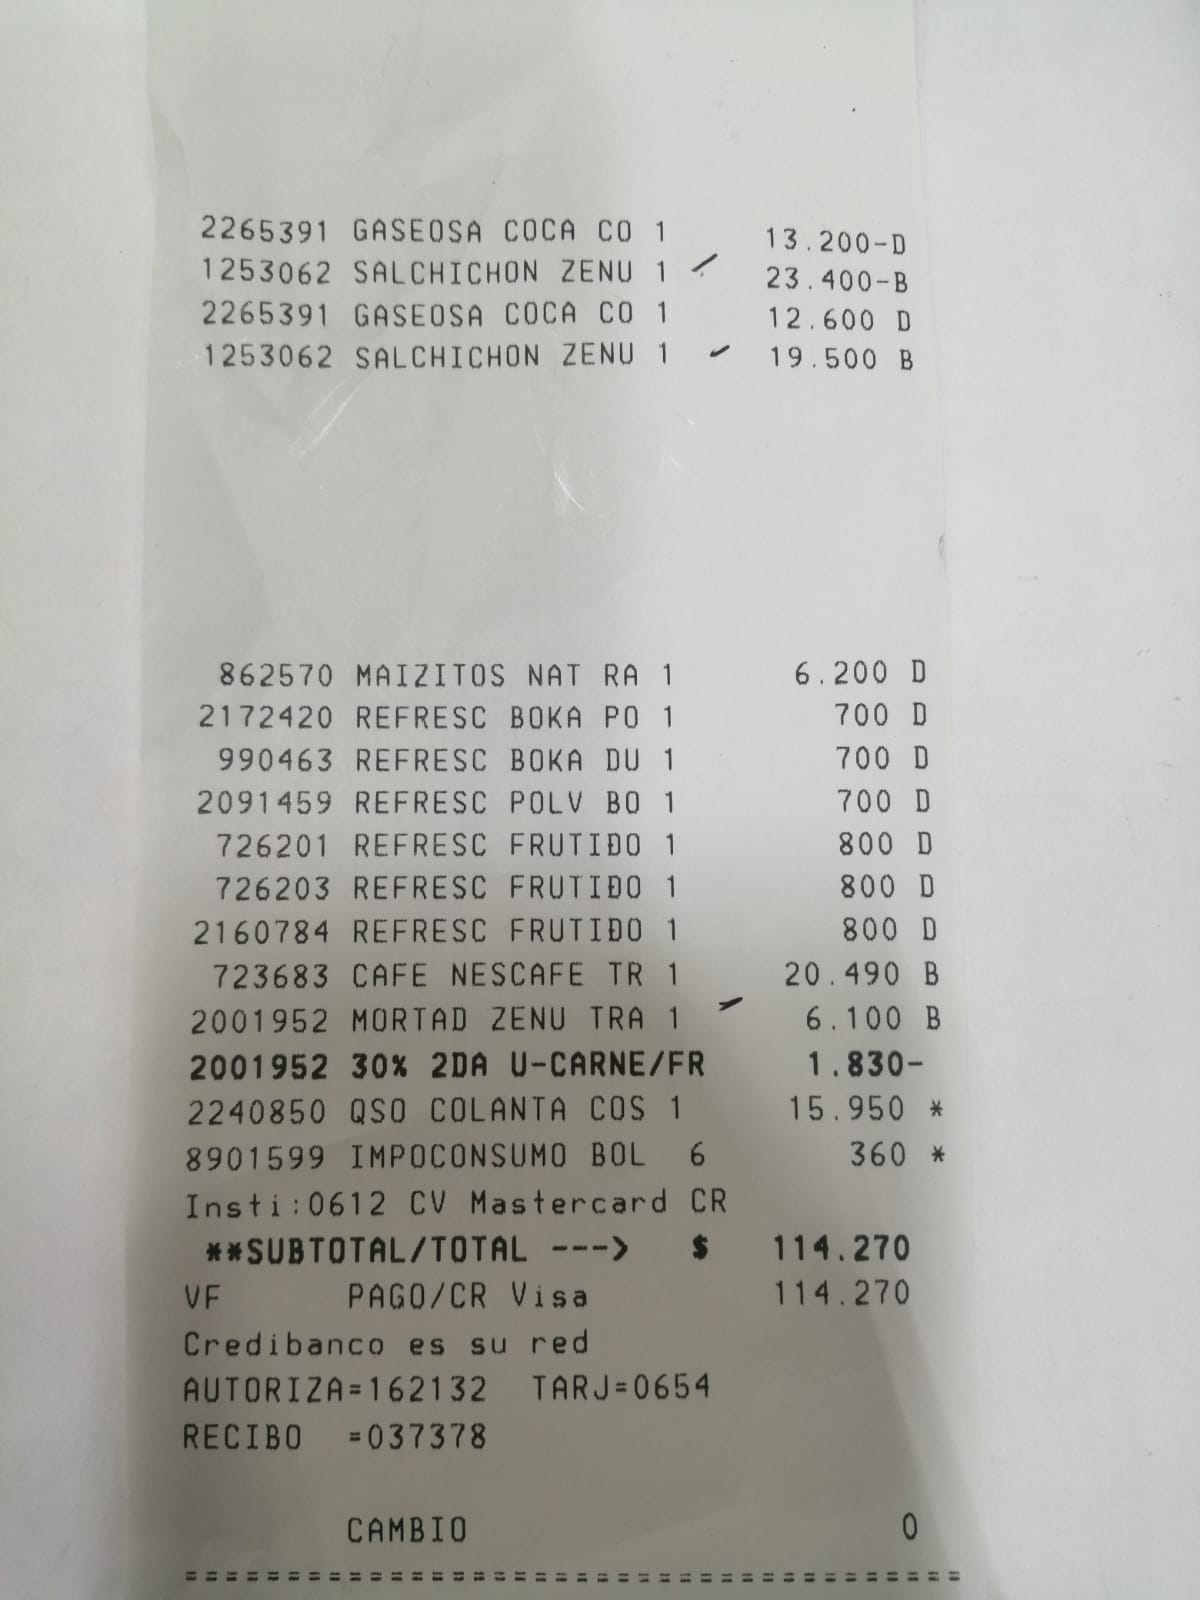 2265391 GASEOSA COCA CO 1 13.200-D
1253062 SALCHICHON ZENU 1 23.400-B
2265391 GASEOSA COCA CO 1 12.600 D
1253062 SALCHICHON ZENU 1 19.500 B
862570 MAIZITOS NAT RA 1 6.200 D
2172420 REFRESC BOKA PO 1 700 D
990463 REFRESC BOKA DU 1 700 D
2091459 REFRESC POLV BO 1 700 D
726201 REFRESC FRUTIÐO 1 800 D
726203 REFRESC FRUTIÐO 1 800 D
2160784 REFRESC FRUTIÐO 1 800 D
723683 CAFE NESCAFE TR 1 20.490 B
2001952 MORTAD ZENU TRA 1 6.100 B
2001952 30% 2DA U-CARNE/FR 1.830-
2240850 QSO COLANTA COS 1 15.950 *
8901599 IMPOCONSUMO BOL 6 360 *
Insti:0612 CV Mastercard CR
**SUBTOTAL/TOTAL ---> $ 114.270
VF PAGO/CR Visa 114.270
Credibanco es su red
AUTORIZA=162132 TARJ=0654
RECIBO =037378
CAMBIO 0
======================================